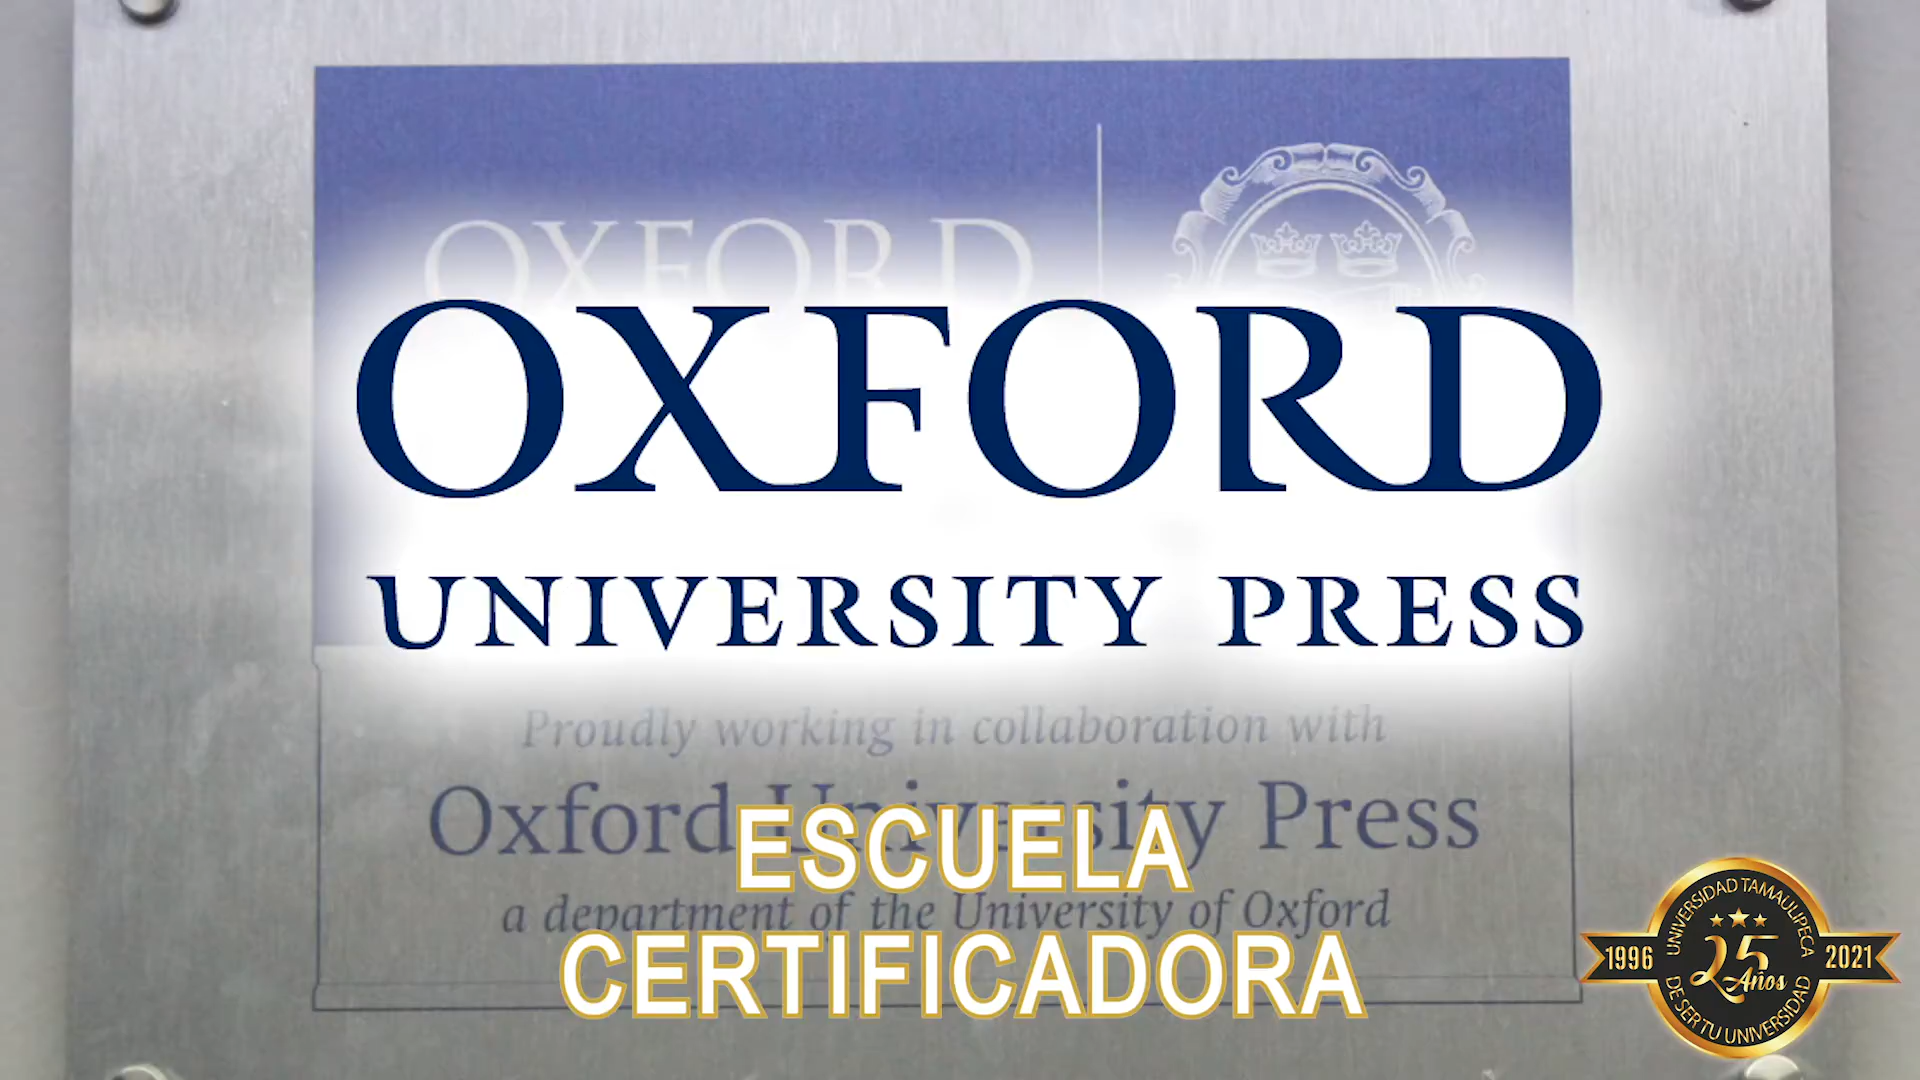 OXFORD
OXFORD
UNIVERSITY PRESS
Proudly working in collaboration with
Oxford University Press
a department of the University of Oxford
ESCUELA
CERTIFICADORA
UNIVERSIDAD TAMAULIPECA
1996
25
Años
2021
DE SER TU UNIVERSIDAD